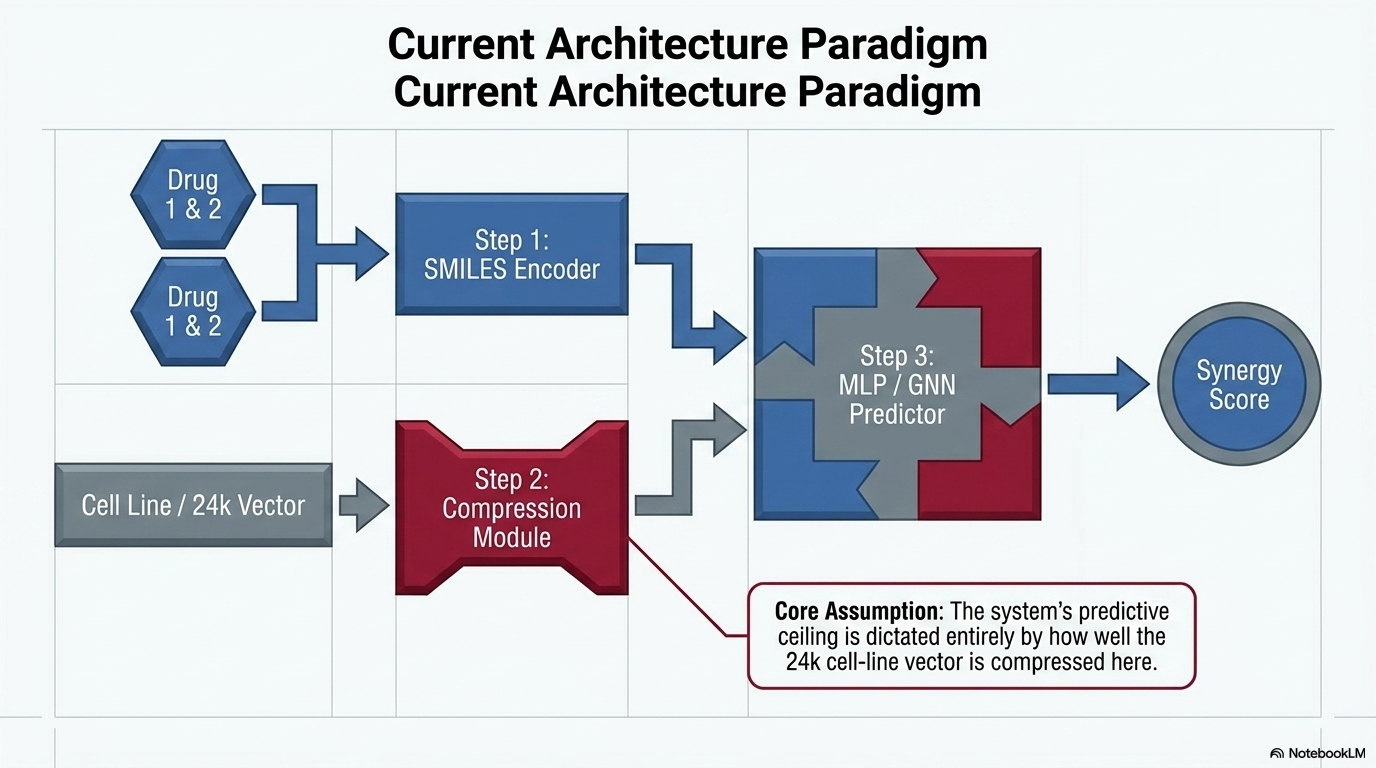 Current Architecture Paradigm
Current Architecture Paradigm
Drug
1 & 2
Drug
1 & 2
Step 1:
SMILES Encoder
Cell Line / 24k Vector
Step 2:
Compression
Module
Step 3:
MLP / GNN
Predictor
Synergy
Score
Core Assumption: The system's predictive
ceiling is dictated entirely by how well the
24k cell-line vector is compressed here.
NotebookLM